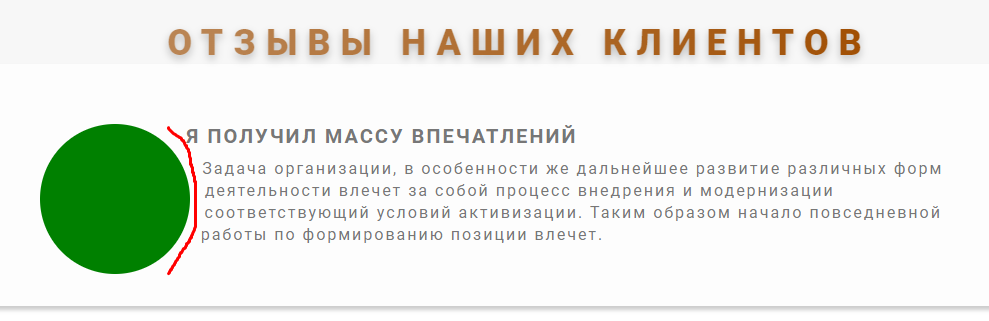 ОТЗЫВЫ НАШИХ КЛИЕНТОВ
Я ПОЛУЧИЛ МАССУ ВПЕЧАТЛЕНИЙ
Задача организации, в особенности же дальнейшее развитие различных форм
деятельности влечет за собой процесс внедрения и модернизации
соответствующий условий активизации. Таким образом начало повседневной
работы по формированию позиции влечет.